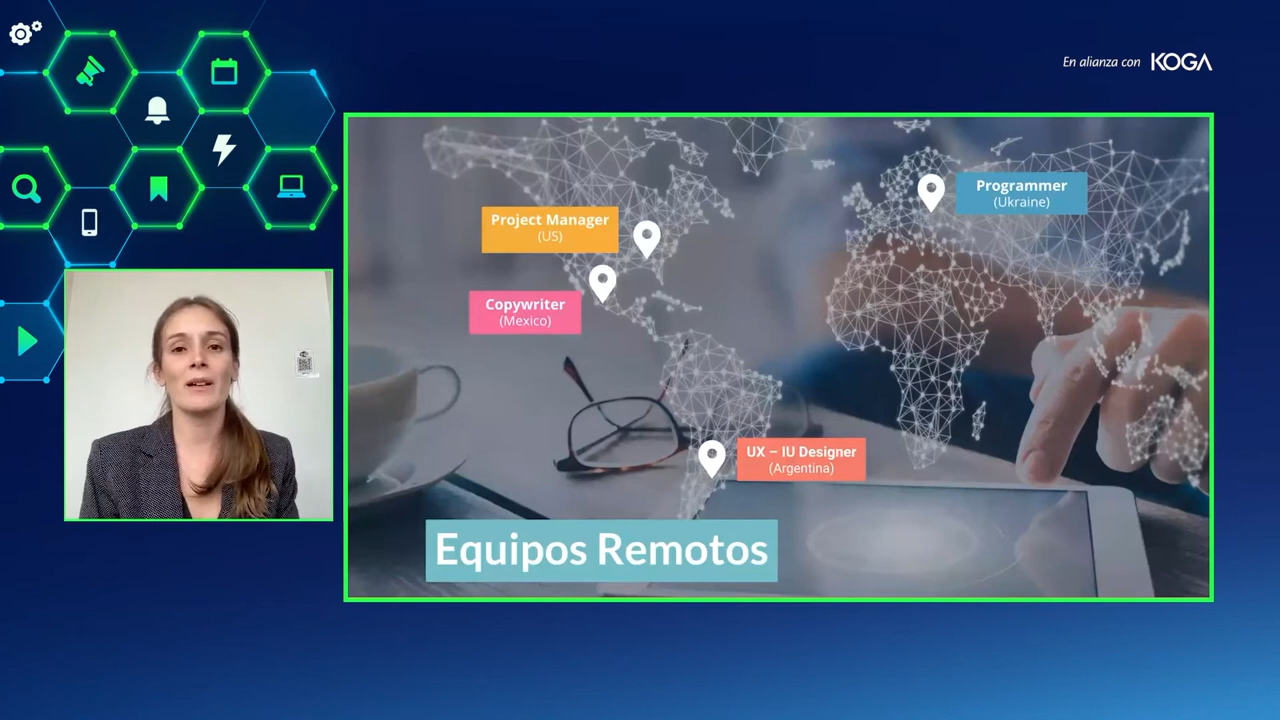 En alianza con KOGA
Programmer
(Ukraine)
Project Manager
(US)
Copywriter
(Mexico)
UX – IU Designer
(Argentina)
Equipos Remotos